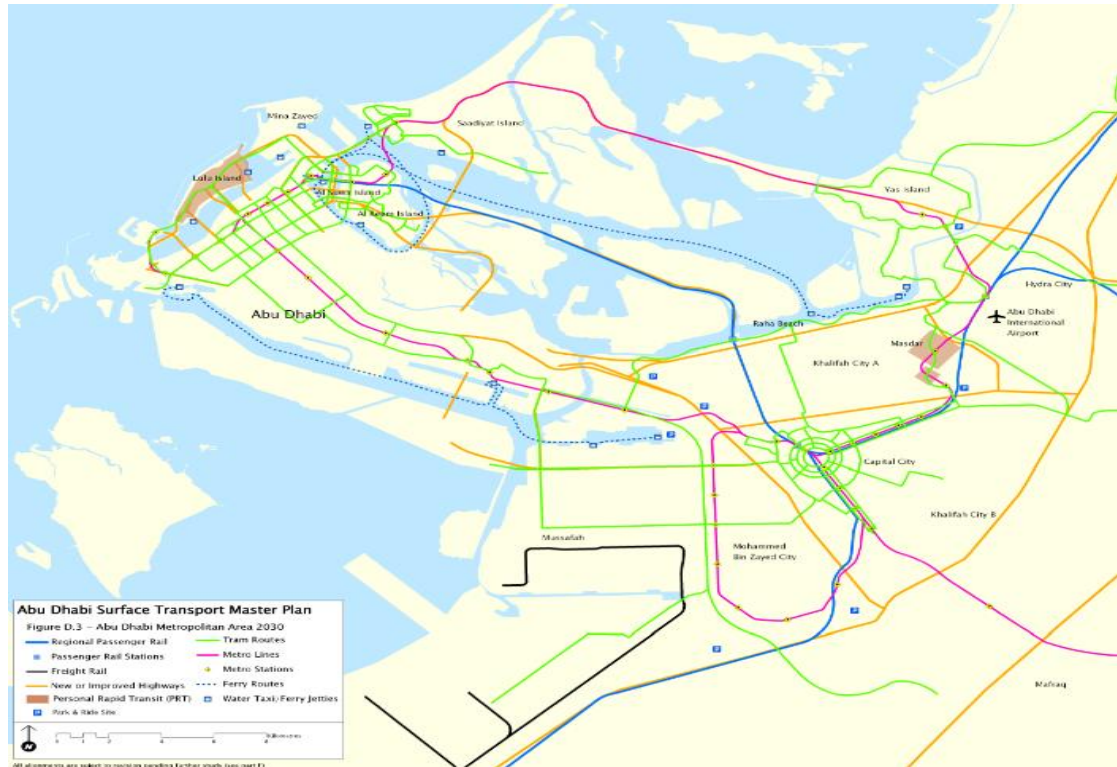 Mina Zayed
Saadiyat Island
Lulu Island
Al Reem Island
Yas Island
Abu Dhabi
Raha Beach
Hydra City
Abu Dhabi
International
Airport
Masdar
Khalifah City A
Capital City
Khalifah City B
Mussafah
Mohammed
Bin Zayed City
Mafraq
Abu Dhabi Surface Transport Master Plan
Figure D.3 - Abu Dhabi Metropolitan Area 2030
Regional Passenger Rail
Tram Routes
Passenger Rail Stations
Metro Lines
Freight Rail
Metro Stations
New or Improved Highways
Ferry Routes
Personal Rapid Transit (PRT)
Water Taxi/Ferry Jetties
Park & Ride Site
N
Kilometres